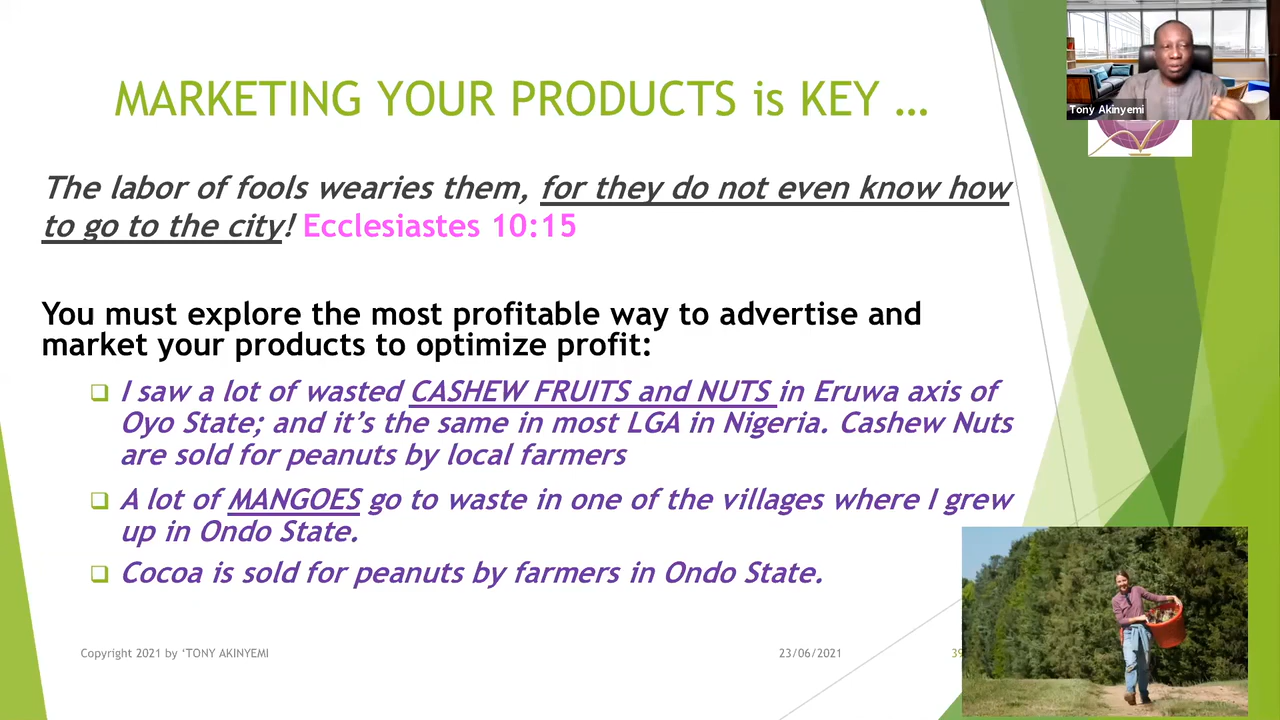 MARKETING YOUR PRODUCTS is KEY …
Tony Akinyemi
The labor of fools wearies them, for they do not even know how
to go to the city! Ecclesiastes 10:15
You must explore the most profitable way to advertise and
market your products to optimize profit:
I saw a lot of wasted CASHEW FRUITS and NUTS in Eruwa axis of
Oyo State; and it’s the same in most LGA in Nigeria. Cashew Nuts
are sold for peanuts by local farmers
A lot of MANGOES go to waste in one of the villages where I grew
up in Ondo State.
Cocoa is sold for peanuts by farmers in Ondo State.
Copyright 2021 by ‘TONY AKINYEMI
23/06/2021
39